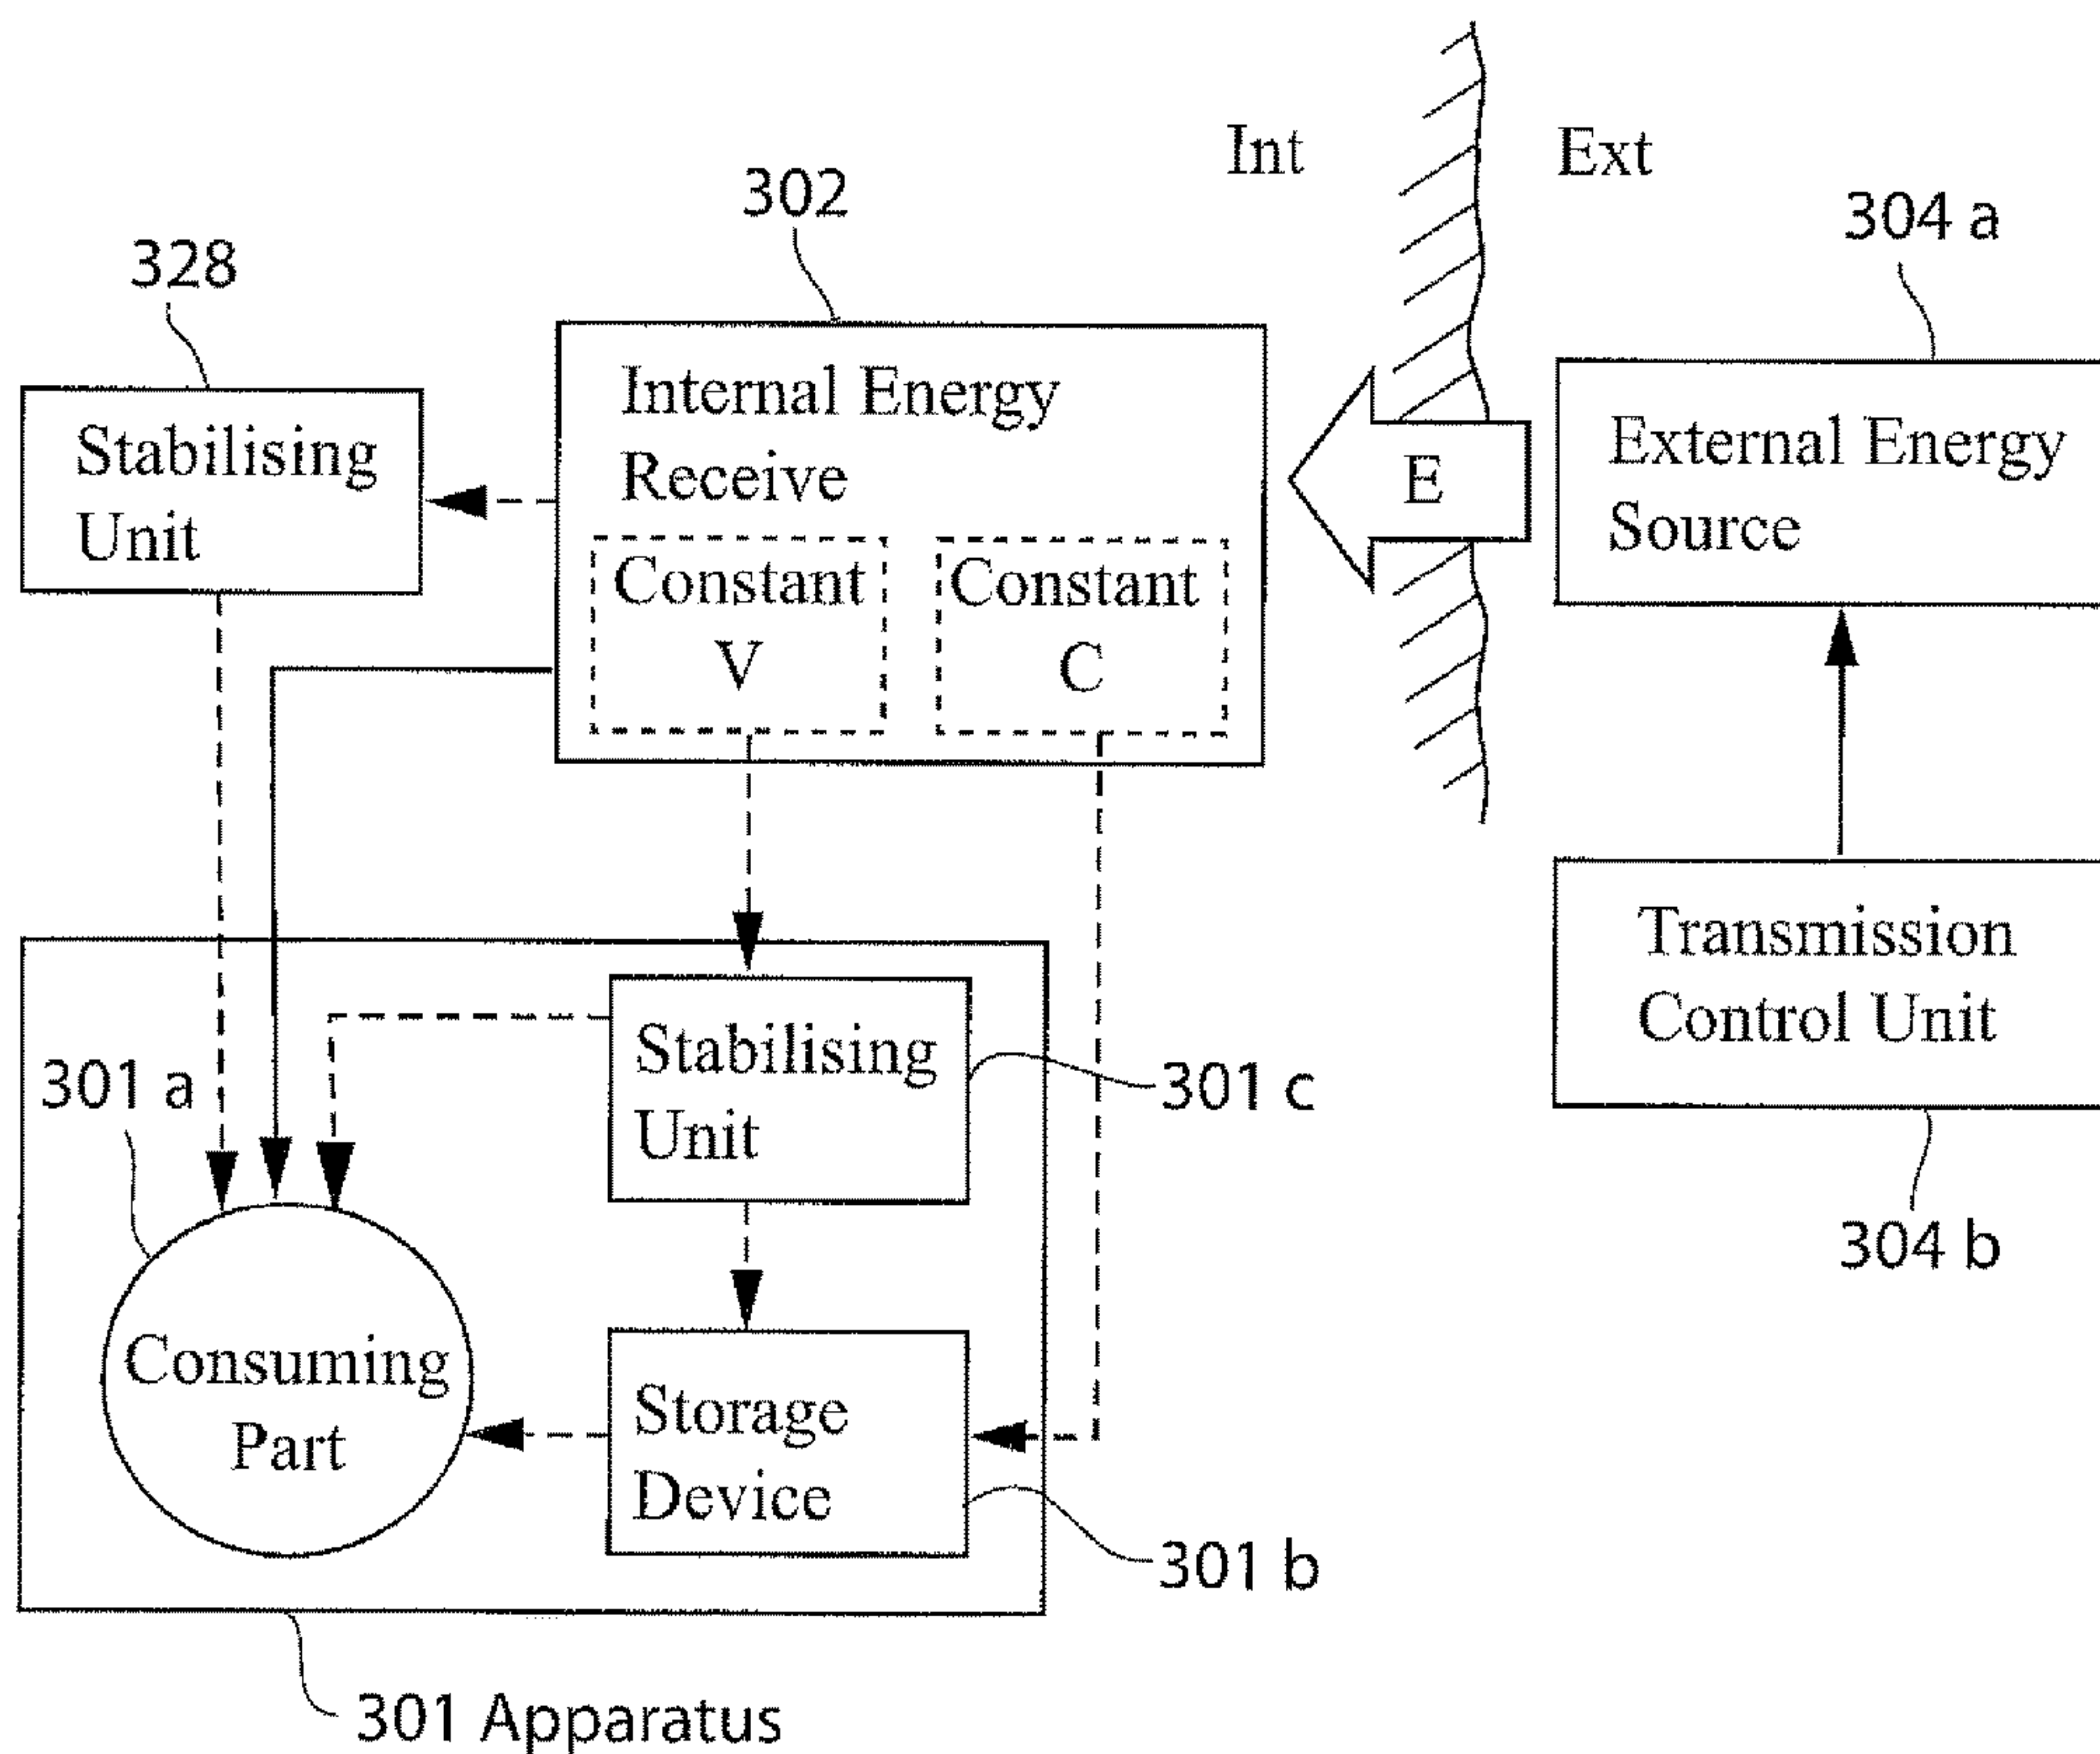 Int
Ext
302
304 a
328
Internal Energy
Receive
Stabilising
Unit
E
External Energy
Source
Constant
V
Constant
C
Transmission
Control Unit
301 a
Stabilising
Unit
301 c
304 b
Consuming
Part
Storage
Device
301 b
301 Apparatus